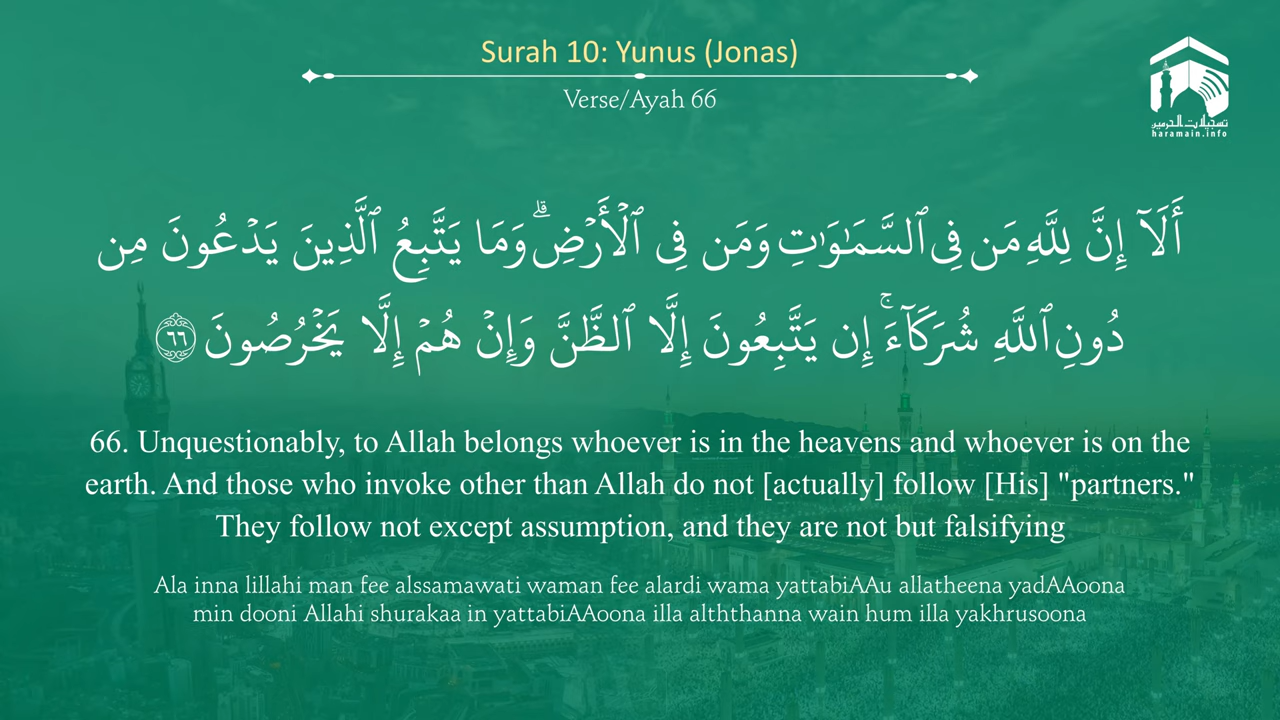 Surah 10: Yunus (Jonas)
Verse/Ayah 66
تسجيلات الحرمين
haramain.info
أَلَآ إِنَّ لِلَّهِ مَن فِى ٱلسَّمَـٰوَٰتِ وَمَن فِى ٱلْأَرْضِ ۗ وَمَا يَتَّبِعُ ٱلَّذِينَ يَدْعُونَ مِن
دُونِ ٱللَّهِ شُرَكَآءَ ۚ إِن يَتَّبِعُونَ إِلَّا ٱلظَّنَّ وَإِنْ هُمْ إِلَّا يَخْرُصُونَ ٦٦
66. Unquestionably, to Allah belongs whoever is in the heavens and whoever is on the
earth. And those who invoke other than Allah do not [actually] follow [His] "partners."
They follow not except assumption, and they are not but falsifying
Ala inna lillahi man fee alssamawati waman fee alardi wama yattabiAAu allatheena yadAAoona
min dooni Allahi shurakaa in yattabiAAoona illa alththanna wain hum illa yakhrusoona